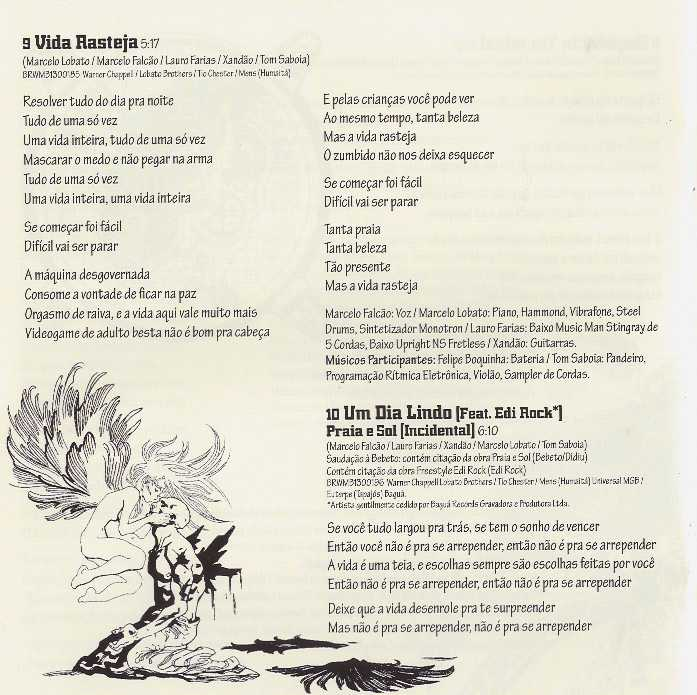 9 Vida Rasteja 5:17
(Marcelo Lobato / Marcelo Falcão / Lauro Farias / Xandão / Tom Saboia)
BRWMB1300195 Warner Chappell / Lobato Brothers / Tio Chester / Mens (Humaitá)
Resolver tudo do dia pra noite
Tudo de uma só vez
Uma vida inteira, tudo de uma só vez
Mascarar o medo e não pegar na arma
Tudo de uma só vez
Uma vida inteira, uma vida inteira
Se começar foi fácil
Difícil vai ser parar
A máquina desgovernada
Consome a vontade de ficar na paz
Orgasmo de raiva, e a vida aqui vale muito mais
Videogame de adulto besta não é bom pra cabeça
E pelas crianças você pode ver
Ao mesmo tempo, tanta beleza
Mas a vida rasteja
O zumbido não nos deixa esquecer
Se começar foi fácil
Difícil vai ser parar
Tanta praia
Tanta beleza
Tão presente
Mas a vida rasteja
Marcelo Falcão: Voz / Marcelo Lobato: Piano, Hammond, Vibrafone, Steel
Drums, Sintetizador Monotron / Lauro Farias: Baixo Music Man Stingray de
5 Cordas, Baixo Upright NS Fretless / Xandão: Guitarras.
Músicos Participantes: Felipe Boquinha: Bateria / Tom Saboia: Pandeiro,
Programação Rítmica Eletrônica, Violão, Sampler de Cordas.
10 Um Dia Lindo (Feat. Edi Rock*)
Praia e Sol (Incidental) 6:10
(Marcelo Falcão / Lauro Farias / Xandão / Marcelo Lobato / Tom Saboia)
Saudação à Bebeto: contém citação da obra Praia e Sol (Bebeto/Didiu)
Contém citação da obra Freestyle Edi Rock (Edi Rock)
BRWMB1300196 Warner Chappell Lobato Brothers / Tio Chester / Mens (Humaitá) Universal MGB /
Euterpe (Tapajós) Baguá.
*Artista gentilmente cedido por Baguá Records Gravadora e Produtora Ltda.
Se você tudo largou pra trás, se tem o sonho de vencer
Então você não é pra se arrepender, então não é pra se arrepender
A vida é uma teia, e escolhas sempre são escolhas feitas por você
Então não é pra se arrepender, então não é pra se arrepender
Deixe que a vida desenrole pra te surpreender
Mas não é pra se arrepender, não é pra se arrepender